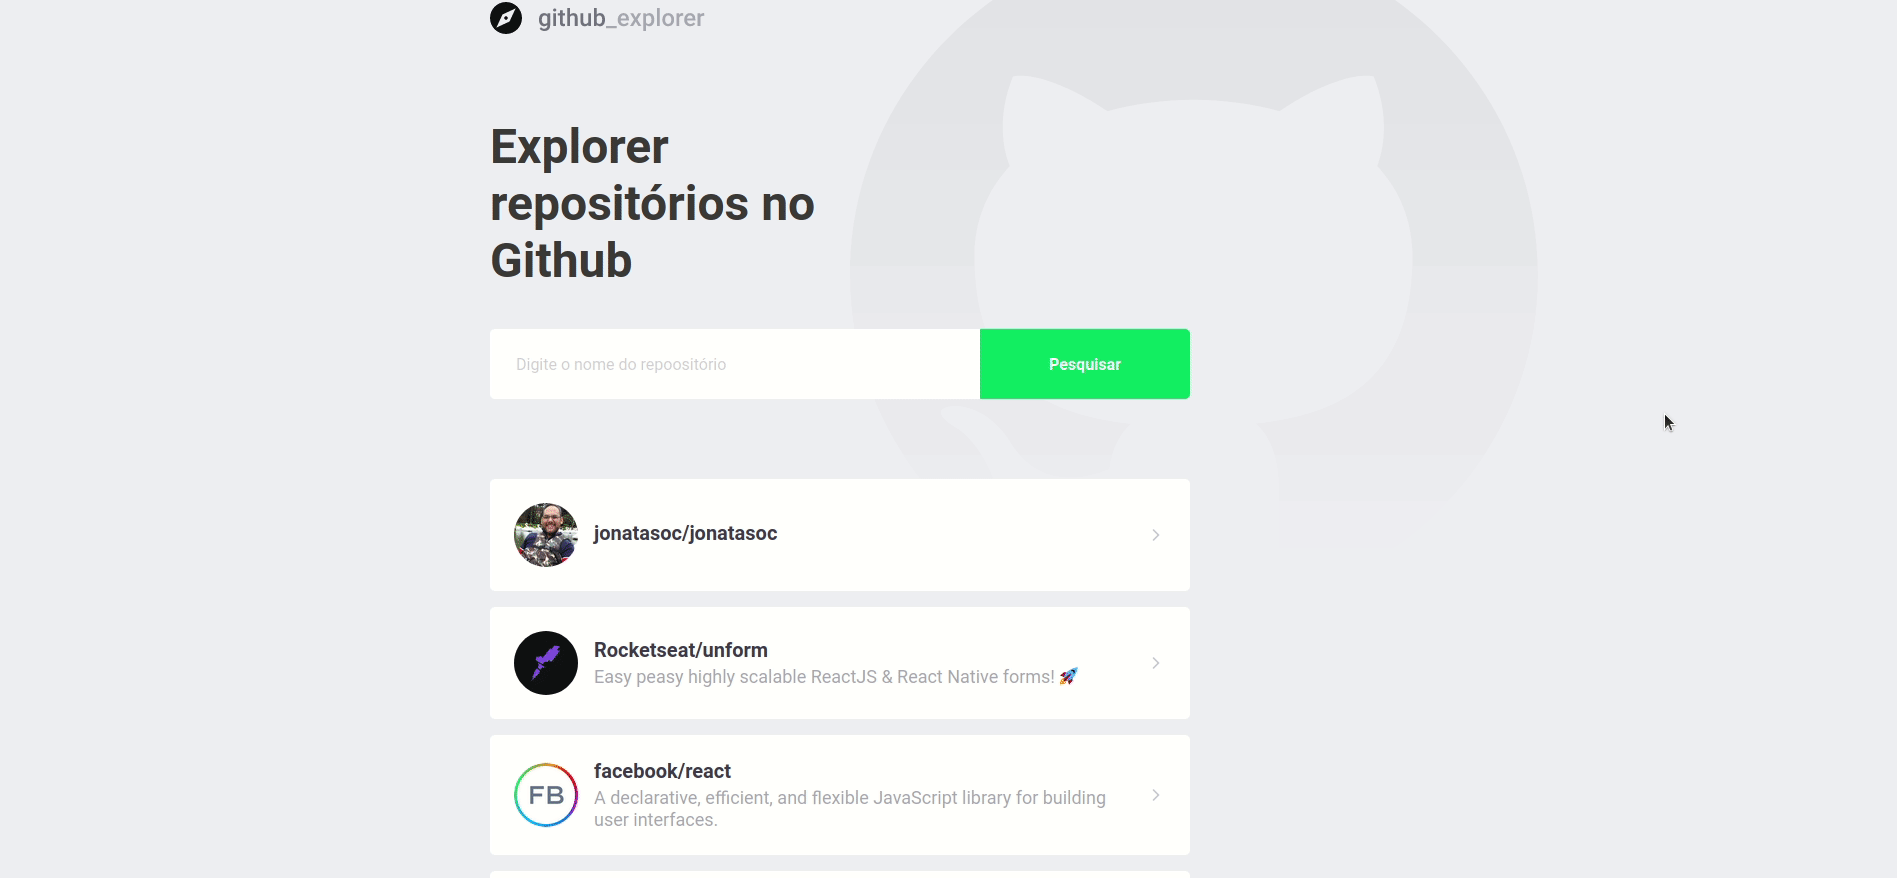 github_explorer
Explorer
repositórios no
Github
Digite o nome do repoositório
Pesquisar
jonatasoc/jonatasoc
Rocketseat/unform
Easy peasy highly scalable ReactJS & React Native forms! 🚀
FB
facebook/react
A declarative, efficient, and flexible JavaScript library for building
user interfaces.